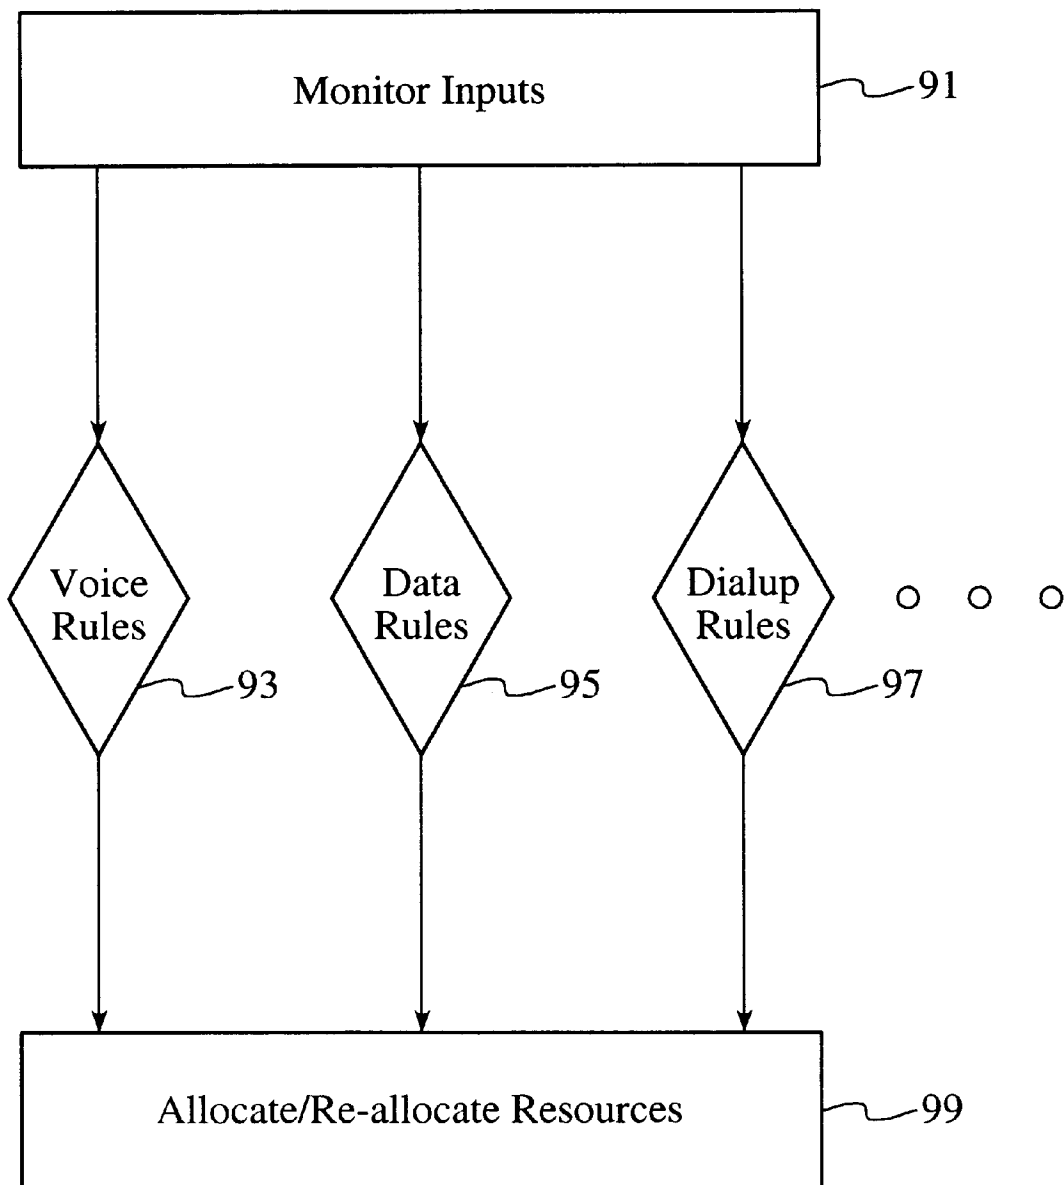 Monitor Inputs
91
Voice
Rules
Data
Rules
Dialup
Rules
93
95
97
Allocate/Re-allocate Resources
99